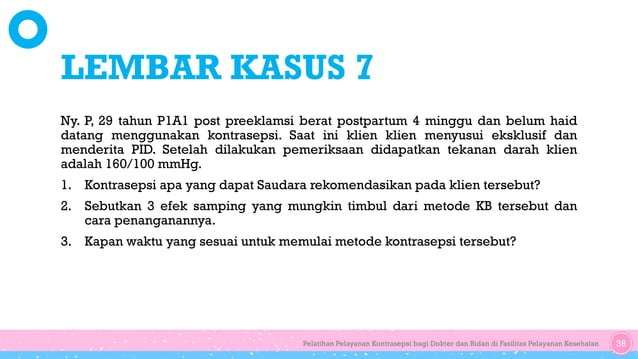 LEMBAR KASUS 7
Ny. P, 29 tahun P1A1 post preeklamsi berat postpartum 4 minggu dan belum haid
datang menggunakan kontrasepsi. Saat ini klien klien menyusui eksklusif dan
menderita PID. Setelah dilakukan pemeriksaan didapatkan tekanan darah klien
adalah 160/100 mmHg.
1. Kontrasepsi apa yang dapat Saudara rekomendasikan pada klien tersebut?
2. Sebutkan 3 efek samping yang mungkin timbul dari metode KB tersebut dan
cara penanganannya.
3. Kapan waktu yang sesuai untuk memulai metode kontrasepsi tersebut?
Pelatihan Pelayanan Kontrasepsi bagi Dokter dan Bidan di Fasilitas Pelayanan Kesehatan
38